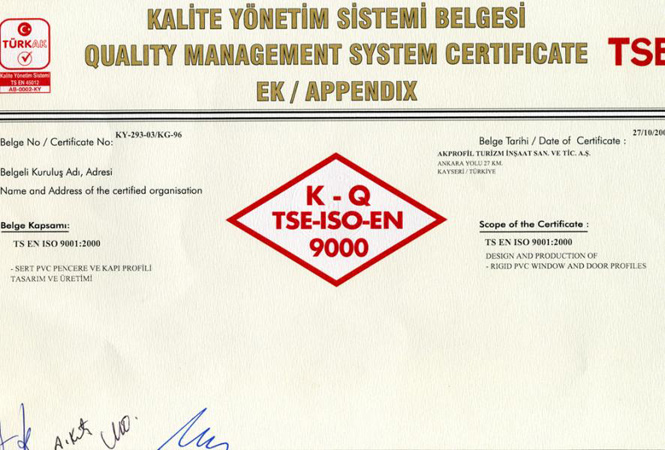 KALİTE YÖNETİM SİSTEMİ BELGESİ
QUALITY MANAGEMENT SYSTEM CERTIFICATE
EK / APPENDIX
TSE
TÜRKAK
Kalite Yönetim Sistemi
TS EN 45012
AB-0002-KY
Belge No / Certificate No:
KY-293-03/KG-96
Belge Tarihi / Date of Certificate :
27/10/200
Belgeli Kuruluş Adı, Adresi
Name and Address of the certified organisation
AKPROFİL TURİZM İNŞAAT SAN. VE TİC. A.Ş.
ANKARA YOLU 27 KM.
KAYSERİ / TÜRKİYE
K - Q
TSE-ISO-EN
9000
Belge Kapsamı:
TS EN ISO 9001:2000
- SERT PVC PENCERE VE KAPI PROFİLİ
TASARIM VE ÜRETİMİ
Scope of the Certificate :
TS EN ISO 9001:2000
DESIGN AND PRODUCTION OF
- RIGID PVC WINDOW AND DOOR PROFILES